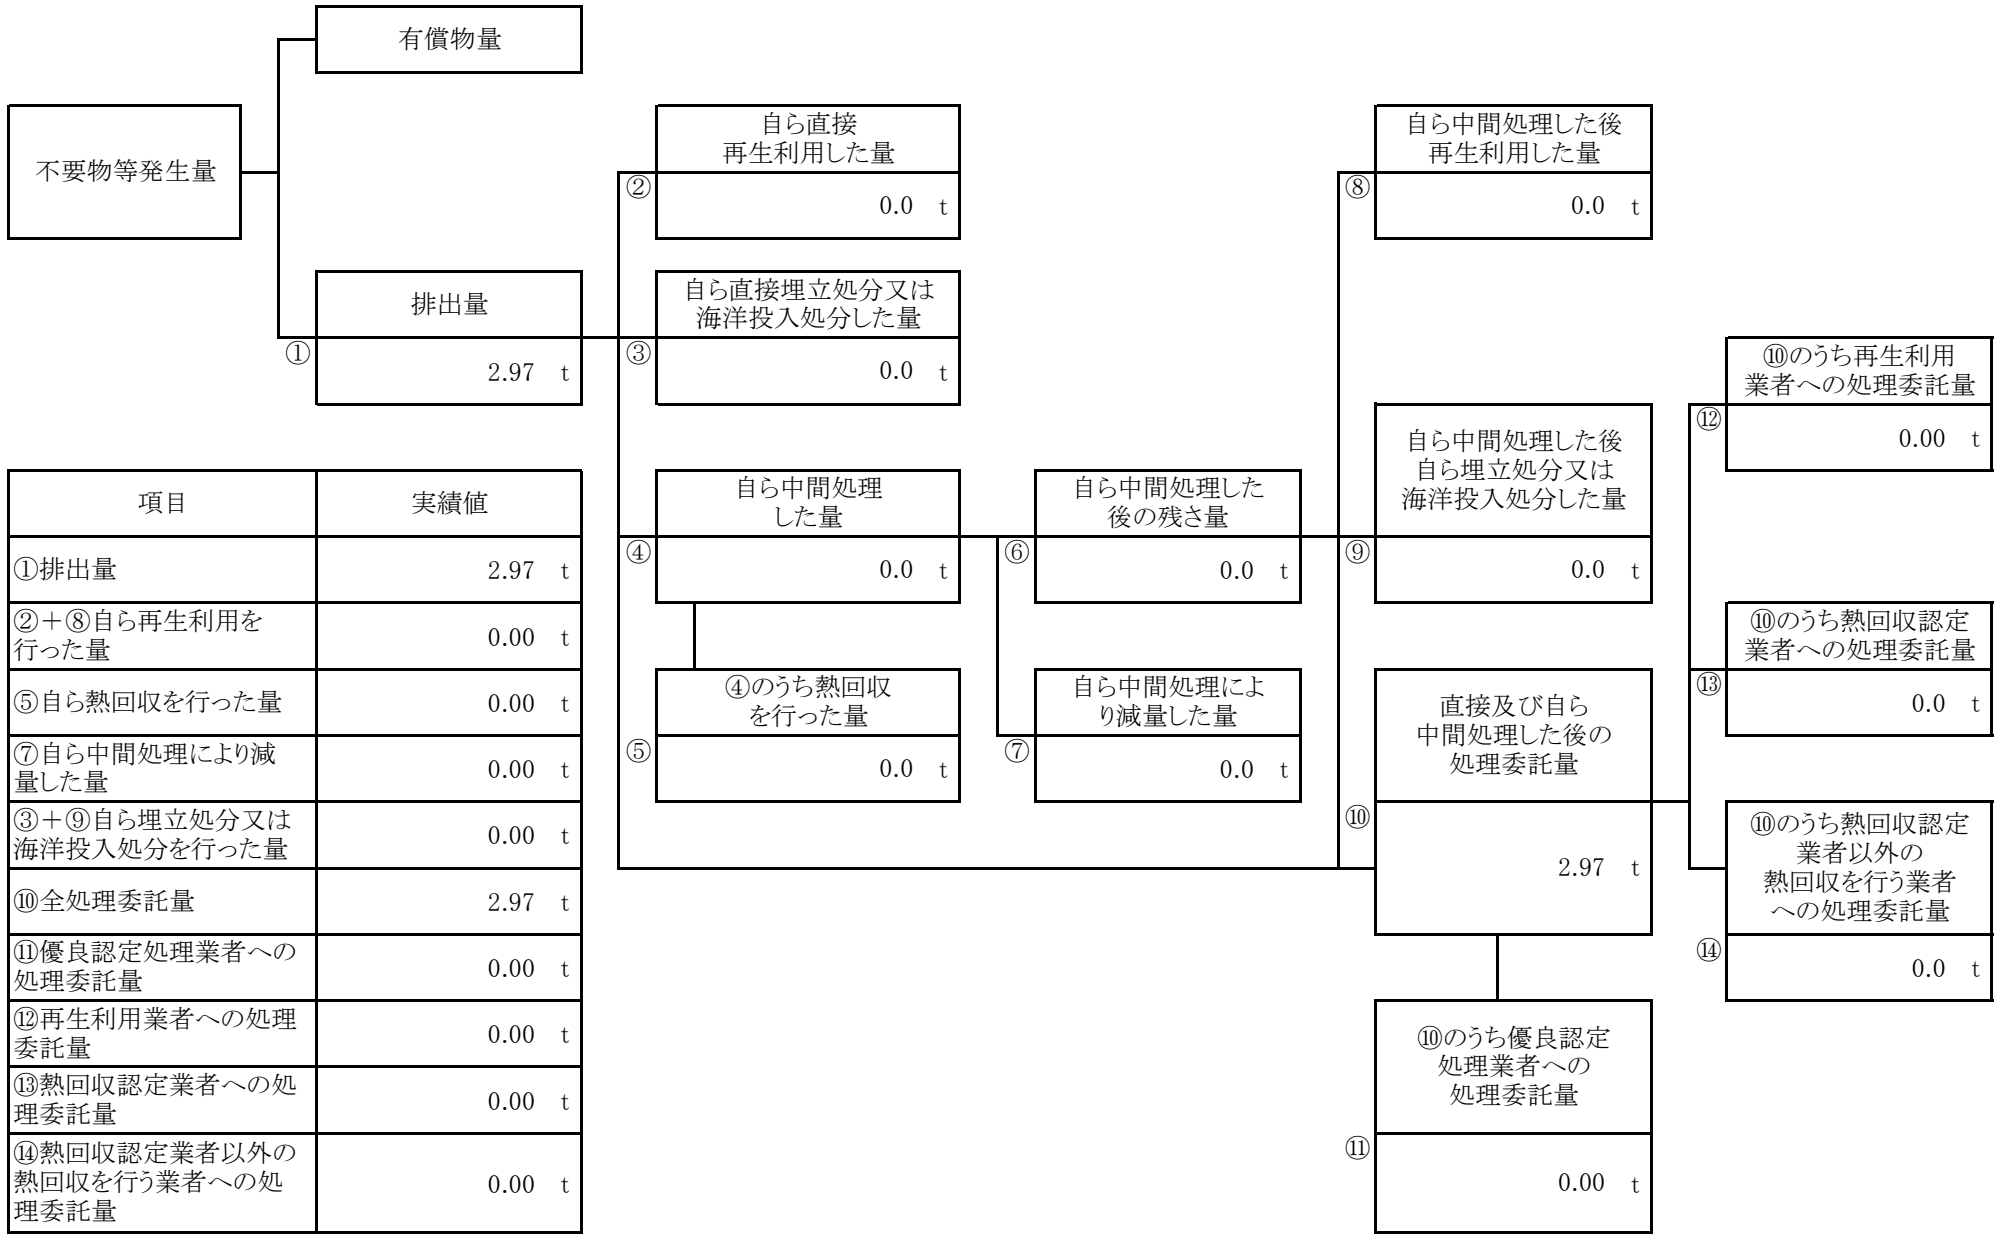 有償物量
不要物等発生量
排出量
①
2.97 t
自ら直接
再生利用した量
②
0.0 t
自ら直接埋立処分又は
海洋投入処分した量
③
0.0 t
自ら中間処理
した量
④
0.0 t
④のうち熱回収
を行った量
⑤
0.0 t
自ら中間処理した
後の残さ量
⑥
0.0 t
自ら中間処理によ
り減量した量
⑦
0.0 t
自ら中間処理した後
再生利用した量
⑧
0.0 t
自ら中間処理した後
自ら埋立処分又は
海洋投入処分した量
⑨
0.0 t
直接及び自ら
中間処理した後の
処理委託量
⑩
2.97 t
⑩のうち優良認定
処理業者への
処理委託量
⑪
0.00 t
⑩のうち再生利用
業者への処理委託量
⑫
0.00 t
⑩のうち熱回収認定
業者への処理委託量
⑬
0.0 t
⑩のうち熱回収認定
業者以外の
熱回収を行う業者
への処理委託量
⑭
0.0 t
項目 実績値
①排出量 2.97 t
②＋⑧自ら再生利用を
行った量 0.00 t
⑤自ら熱回収を行った量 0.00 t
⑦自ら中間処理により減
量した量 0.00 t
③＋⑨自ら埋立処分又は
海洋投入処分を行った量 0.00 t
⑩全処理委託量 2.97 t
⑪優良認定処理業者への
処理委託量 0.00 t
⑫再生利用業者への処理
委託量 0.00 t
⑬熱回収認定業者への処
理委託量 0.00 t
⑭熱回収認定業者以外の
熱回収を行う業者への処
理委託量 0.00 t